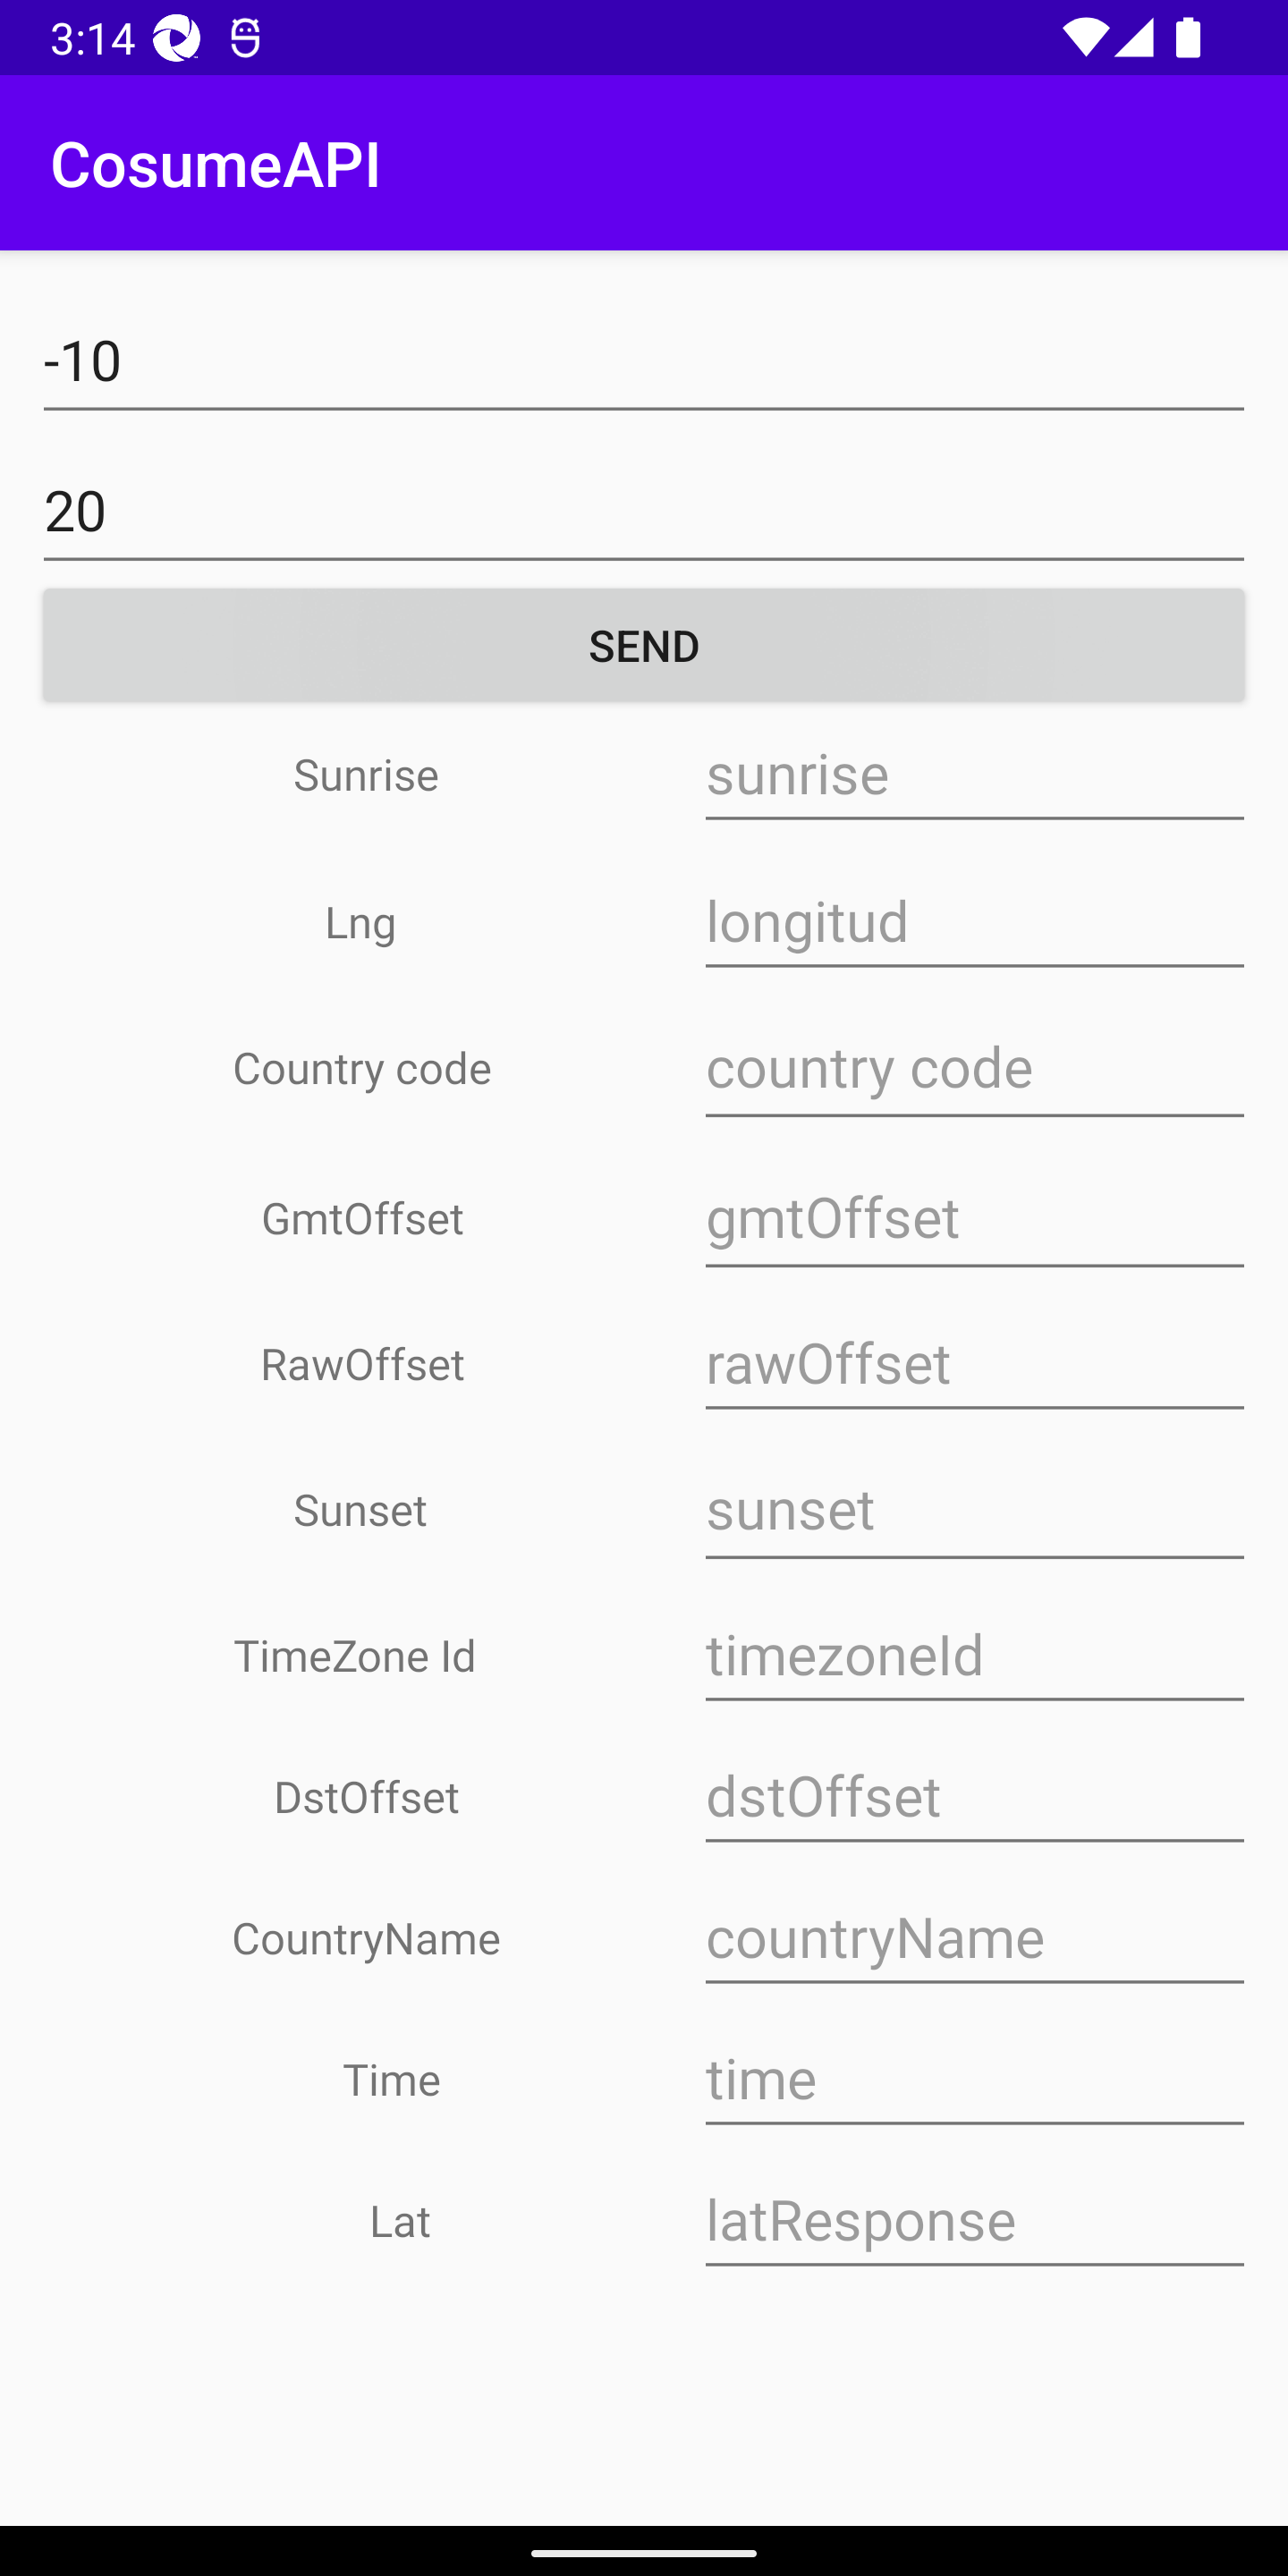 3:14
CosumeAPI
-10
20
SEND
Sunrise sunrise
Lng longitud
Country code country code
GmtOffset gmtOffset
RawOffset rawOffset
Sunset sunset
TimeZone Id timezoneId
DstOffset dstOffset
CountryName countryName
Time time
Lat latResponse